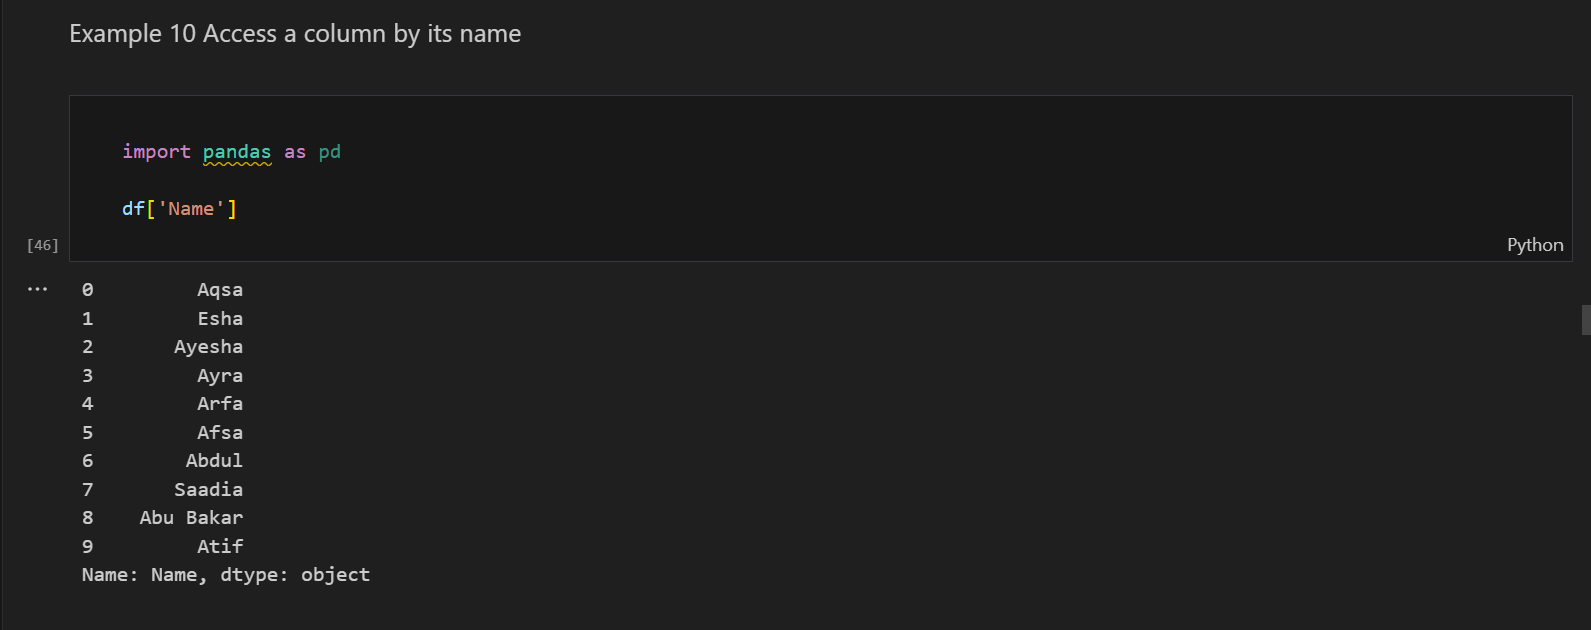 Example 10 Access a column by its name
import pandas as pd
df['Name']
[46]
Python
...
0 Aqsa
1 Esha
2 Ayesha
3 Ayra
4 Arfa
5 Afsa
6 Abdul
7 Saadia
8 Abu Bakar
9 Atif
Name: Name, dtype: object